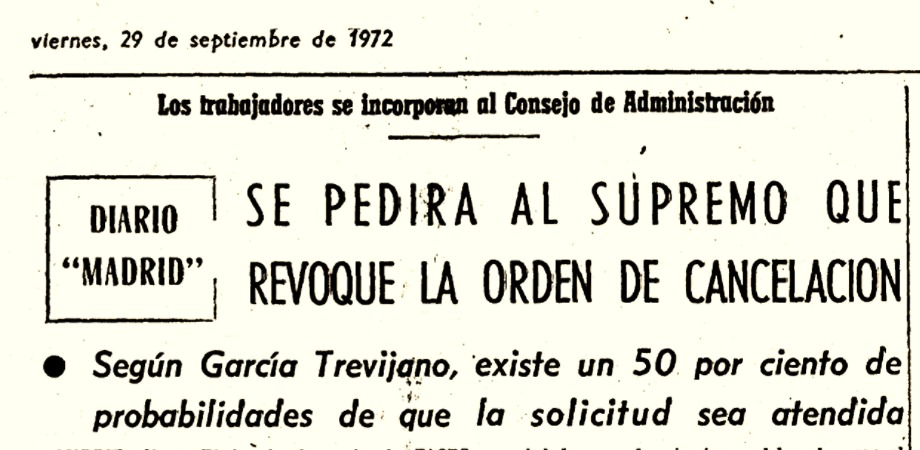 viernes, 29 de septiembre de 1972
Los trabajadores se incorporan al Consejo de Administración
DIARIO
"MADRID"
SE PEDIRA AL SUPREMO QUE
REVOQUE LA ORDEN DE CANCELACION
● Según García Trevijano, existe un 50 por ciento de
probabilidades de que la solicitud sea atendida